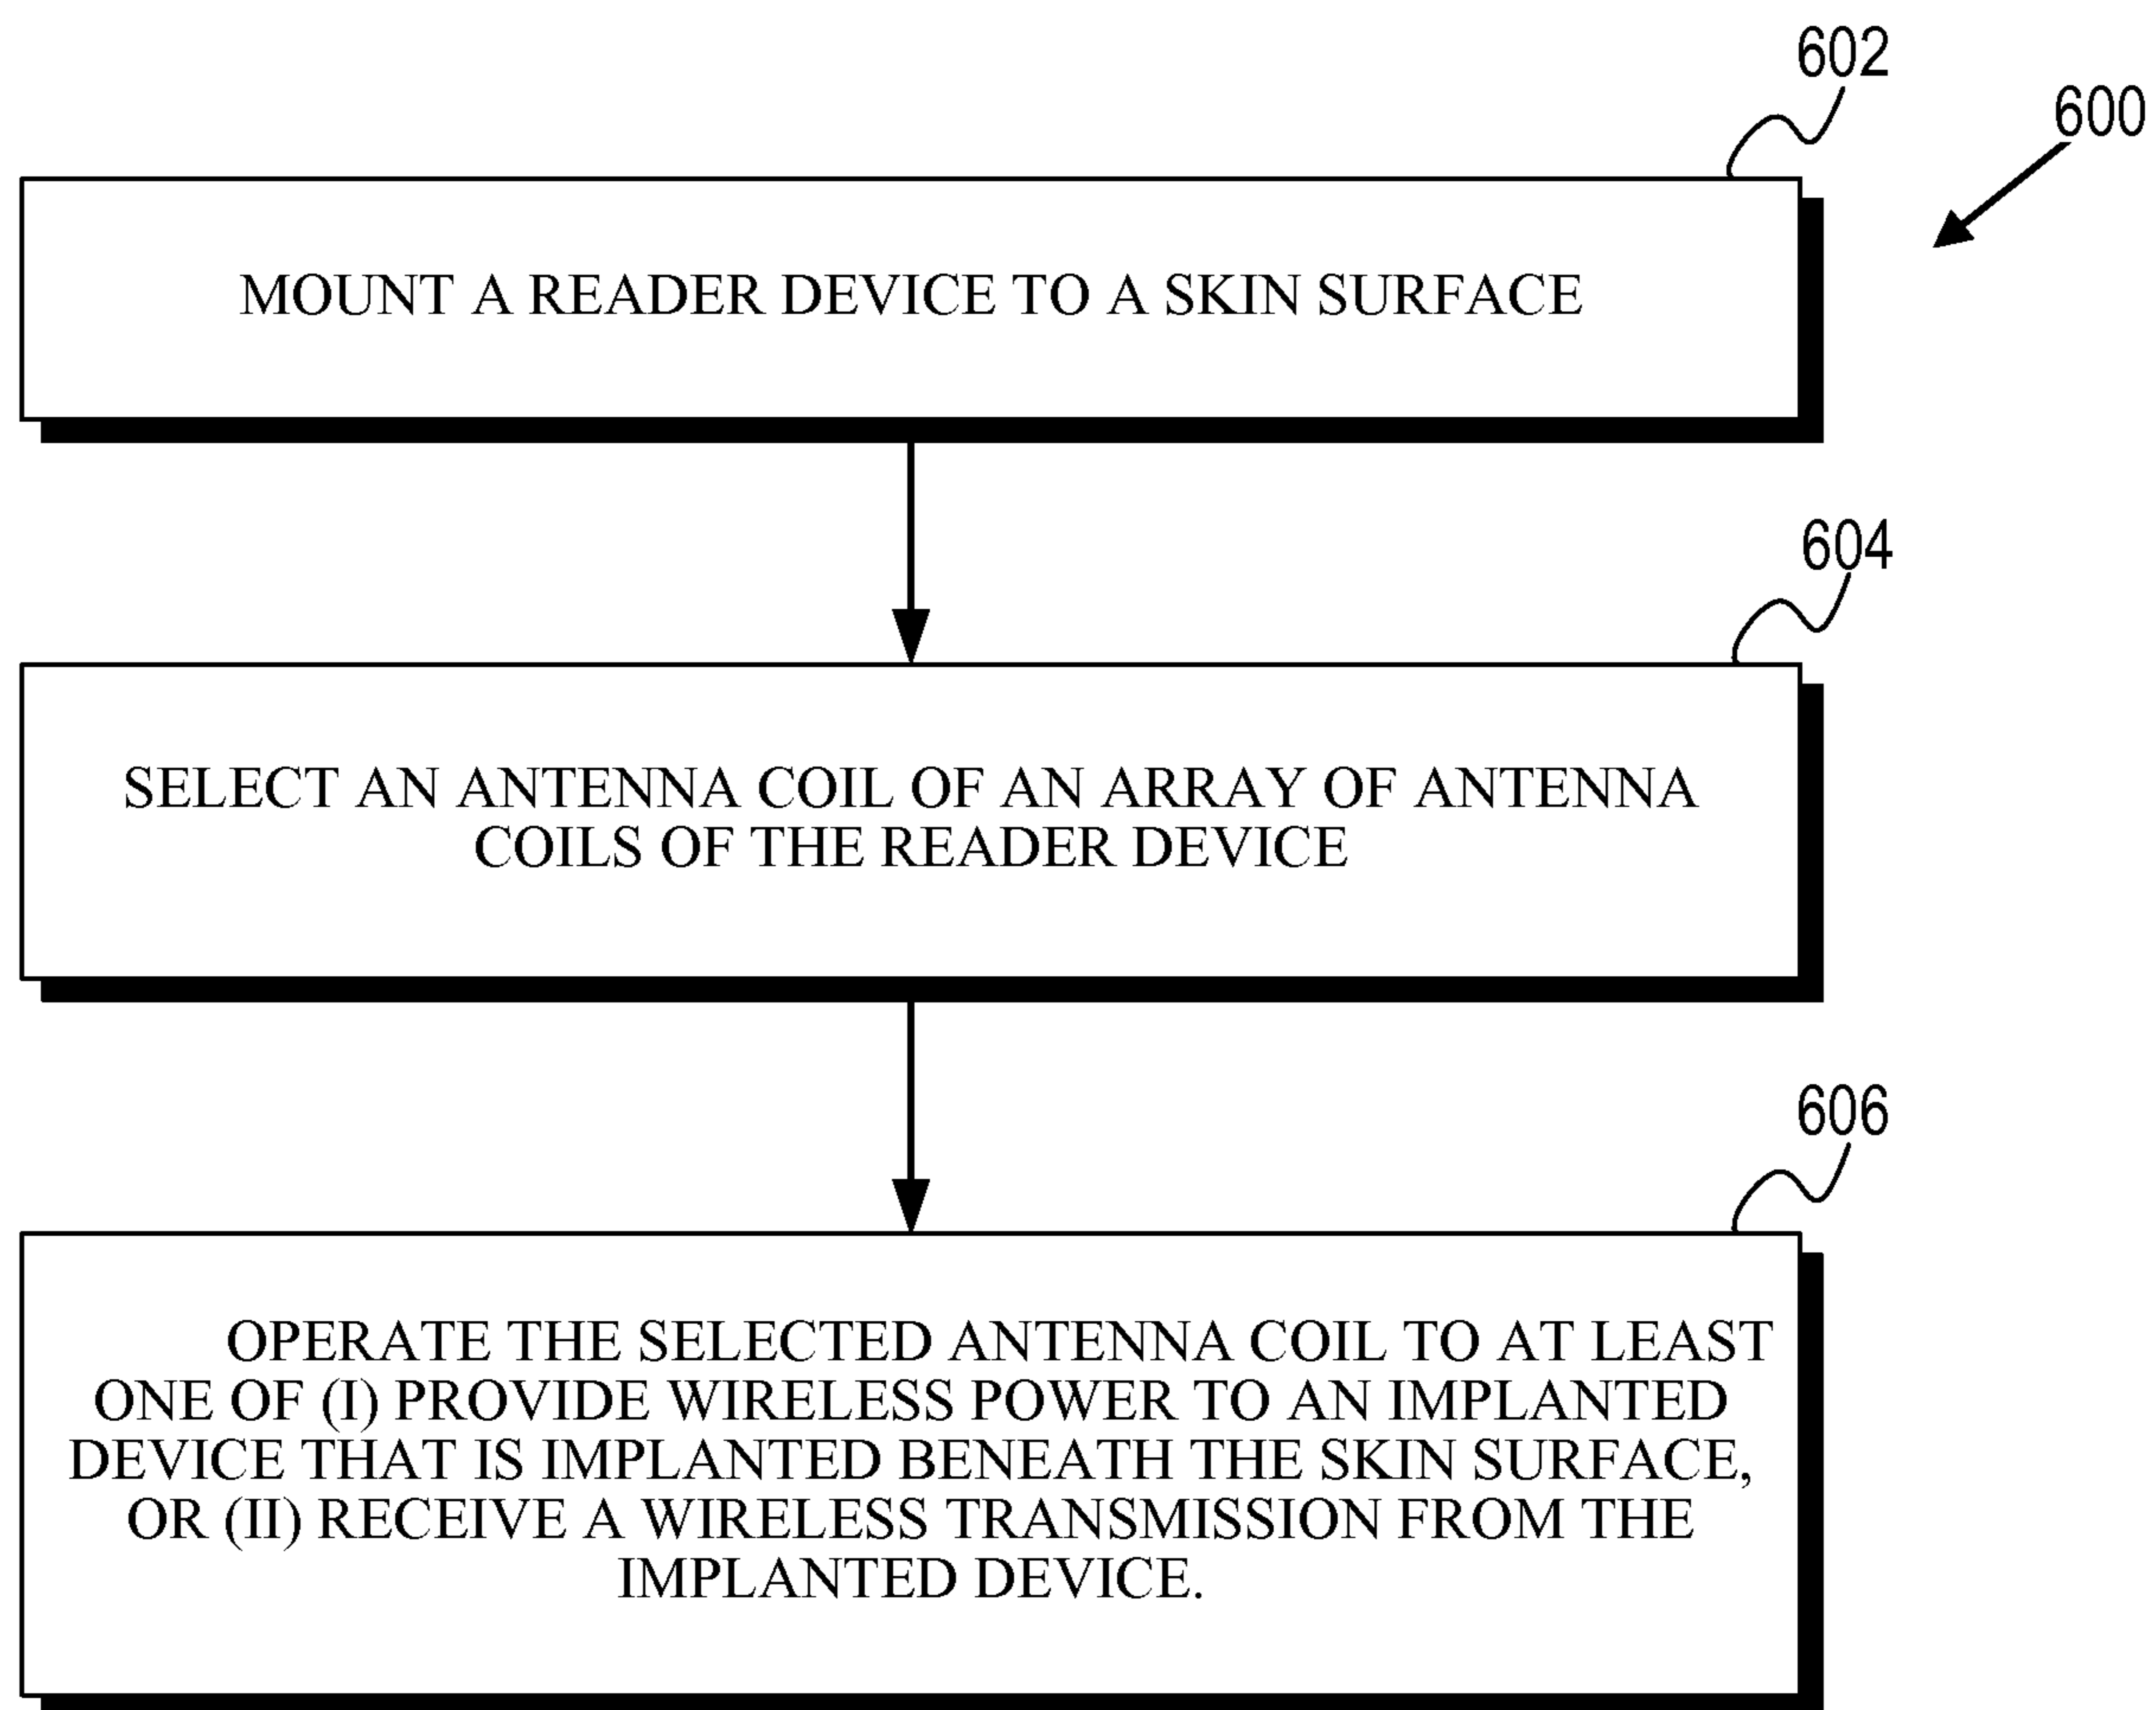 602
600
MOUNT A READER DEVICE TO A SKIN SURFACE
604
SELECT AN ANTENNA COIL OF AN ARRAY OF ANTENNA
COILS OF THE READER DEVICE
606
OPERATE THE SELECTED ANTENNA COIL TO AT LEAST
ONE OF (I) PROVIDE WIRELESS POWER TO AN IMPLANTED
DEVICE THAT IS IMPLANTED BENEATH THE SKIN SURFACE,
OR (II) RECEIVE A WIRELESS TRANSMISSION FROM THE
IMPLANTED DEVICE.